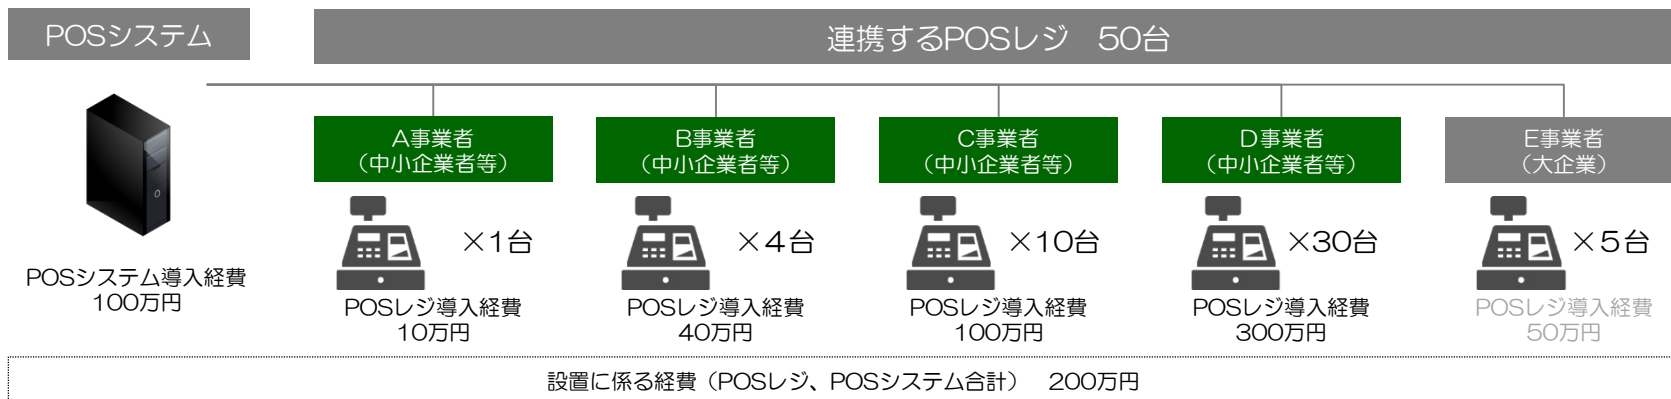 POSシステム
連携するPOSレジ　50台
A事業者
（中小企業者等）
B事業者
（中小企業者等）
C事業者
（中小企業者等）
D事業者
（中小企業者等）
E事業者
（大企業）
×1台
×4台
×10台
×30台
×5台
POSシステム導入経費
100万円
POSレジ導入経費
10万円
POSレジ導入経費
40万円
POSレジ導入経費
100万円
POSレジ導入経費
300万円
POSレジ導入経費
50万円
設置に係る経費（POSレジ、POSシステム合計）　200万円